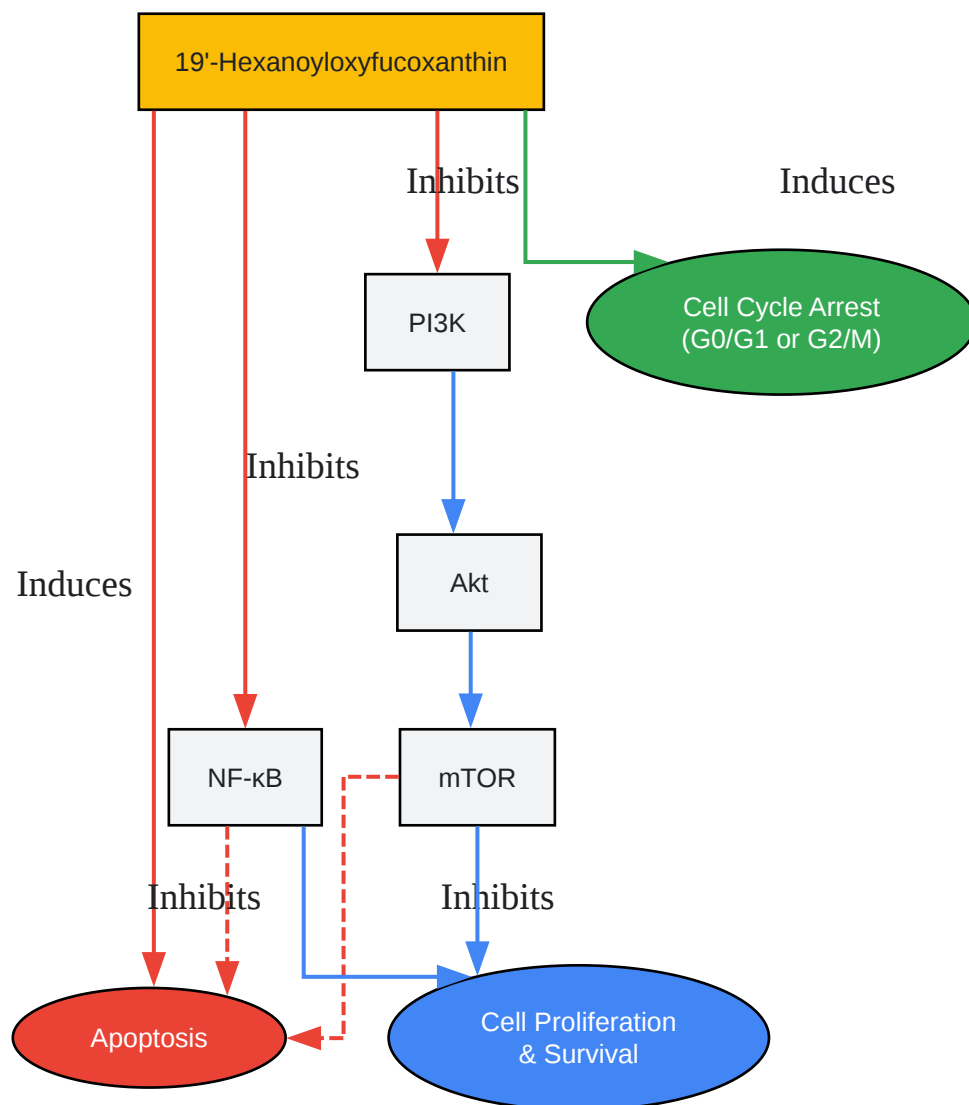 19'-Hexanoyloxyfucoxanthin
Inhibits
Induces
PI3K
Cell Cycle Arrest
(G0/G1 or G2/M)
Inhibits
Induces
Akt
NF-κB
mTOR
Inhibits
Inhibits
Apoptosis
Cell Proliferation
& Survival